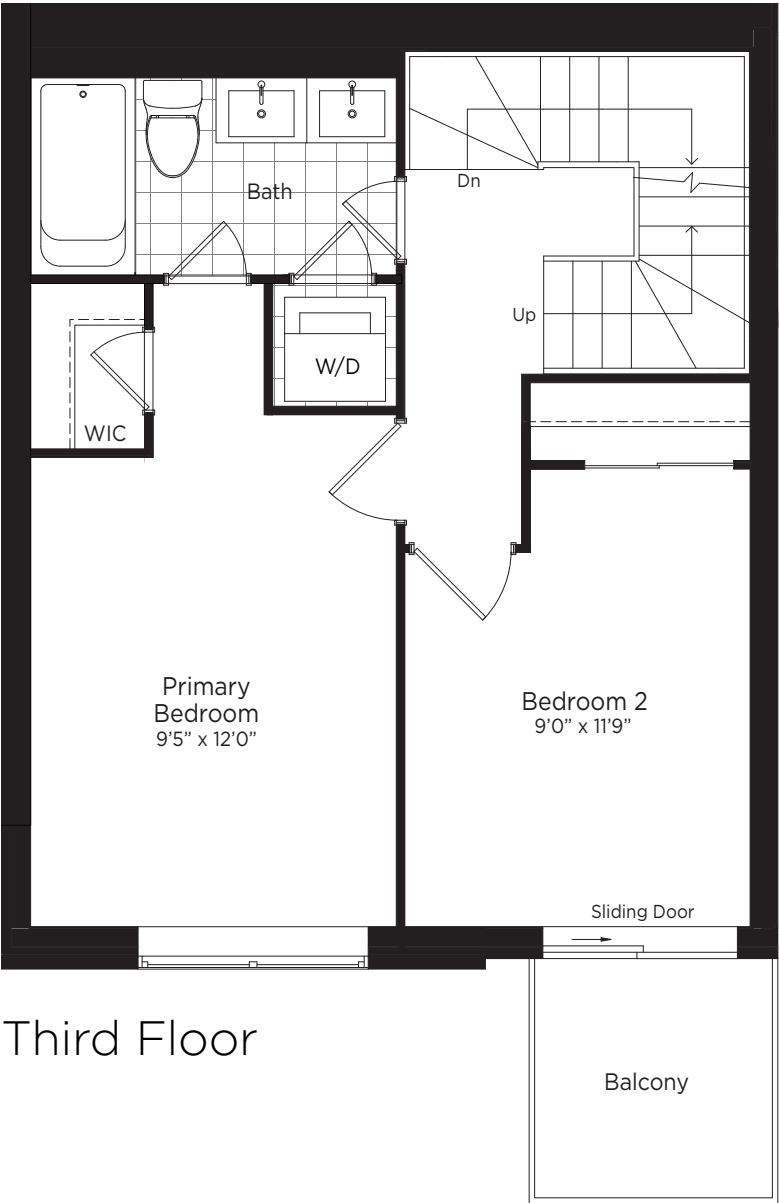 Bath
Dn
Up
W/D
WIC
Primary
Bedroom
9’5” x 12’0”
Bedroom 2
9’0” x 11’9”
Sliding Door
Third Floor
Balcony